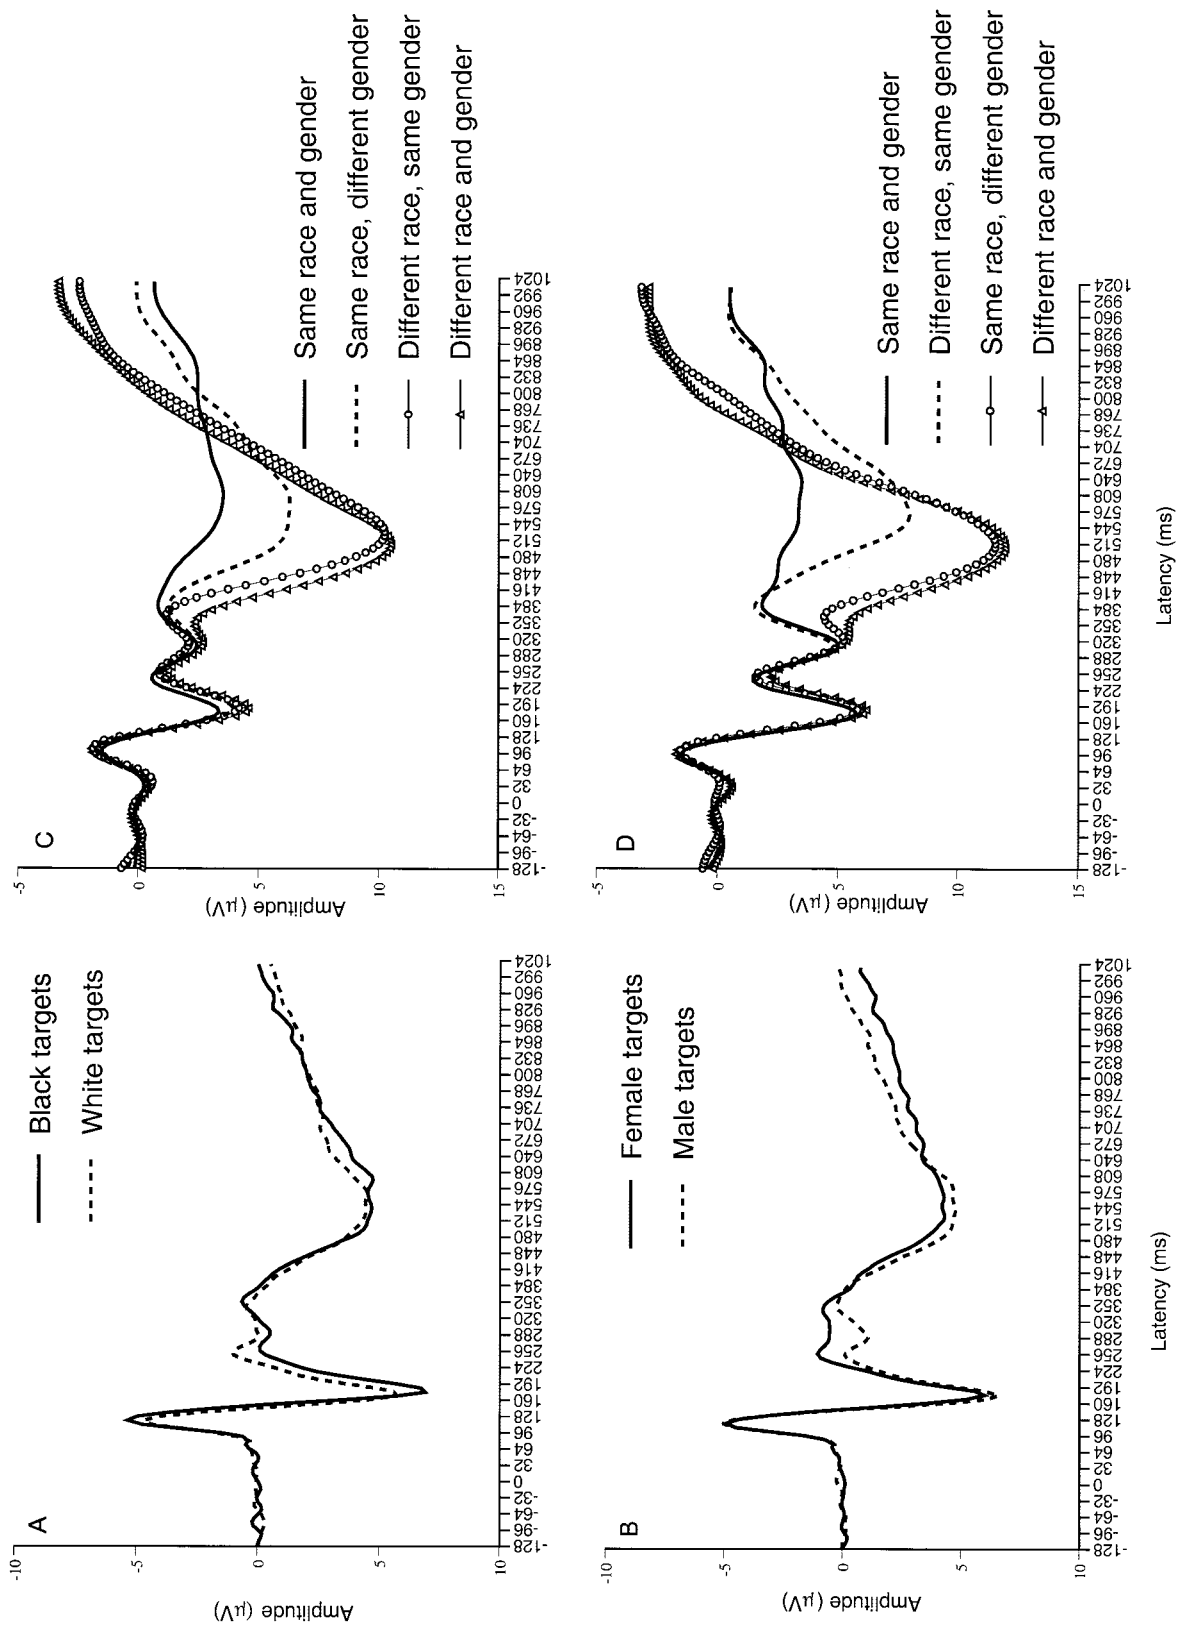 A
Black targets
White targets
Amplitude (µV)
-10
-5
0
5
10
-128 -96 -64 -32 0 32 64 96 128 160 192 224 256 288 320 352 384 416 448 480 512 544 576 608 640 672 704 736 768 800 832 864 896 928 960 992 1024
C
Amplitude (µV)
-5
0
5
10
15
-128 -96 -64 -32 0 32 64 96 128 160 192 224 256 288 320 352 384 416 448 480 512 544 576 608 640 672 704 736 768 800 832 864 896 928 960 992 1024
Same race and gender
Same race, different gender
Different race, same gender
Different race and gender
B
Female targets
Male targets
Amplitude (µV)
-10
-5
0
5
10
-128 -96 -64 -32 0 32 64 96 128 160 192 224 256 288 320 352 384 416 448 480 512 544 576 608 640 672 704 736 768 800 832 864 896 928 960 992 1024
Latency (ms)
D
Amplitude (µV)
-5
0
5
10
15
-128 -96 -64 -32 0 32 64 96 128 160 192 224 256 288 320 352 384 416 448 480 512 544 576 608 640 672 704 736 768 800 832 864 896 928 960 992 1024
Same race and gender
Different race, same gender
Same race, different gender
Different race and gender
Latency (ms)